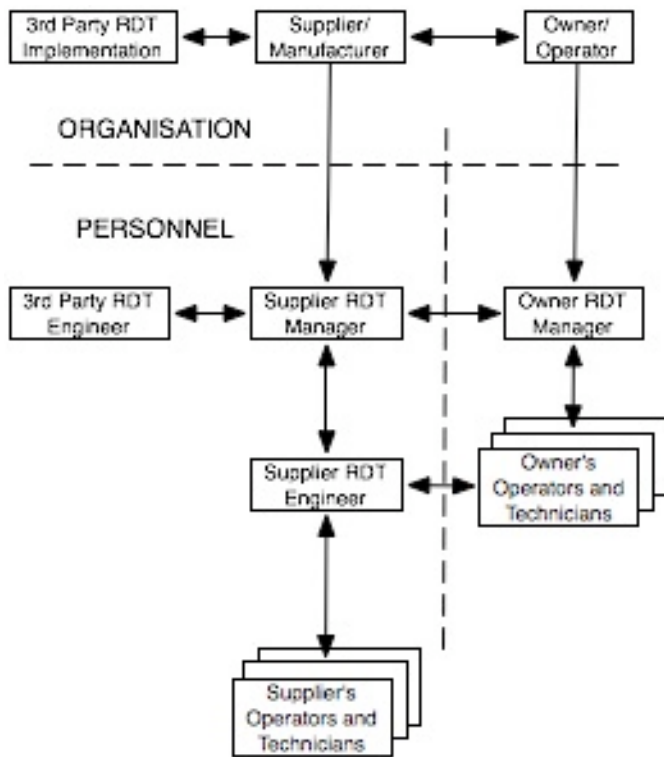 3rd Party RDT
Implementation
Supplier/
Manufacturer
Owner/
Operator
ORGANISATION
PERSONNEL
3rd Party RDT
Engineer
Supplier RDT
Manager
Owner RDT
Manager
Supplier RDT
Engineer
Owner's
Operators and
Technicians
Supplier's
Operators and
Technicians